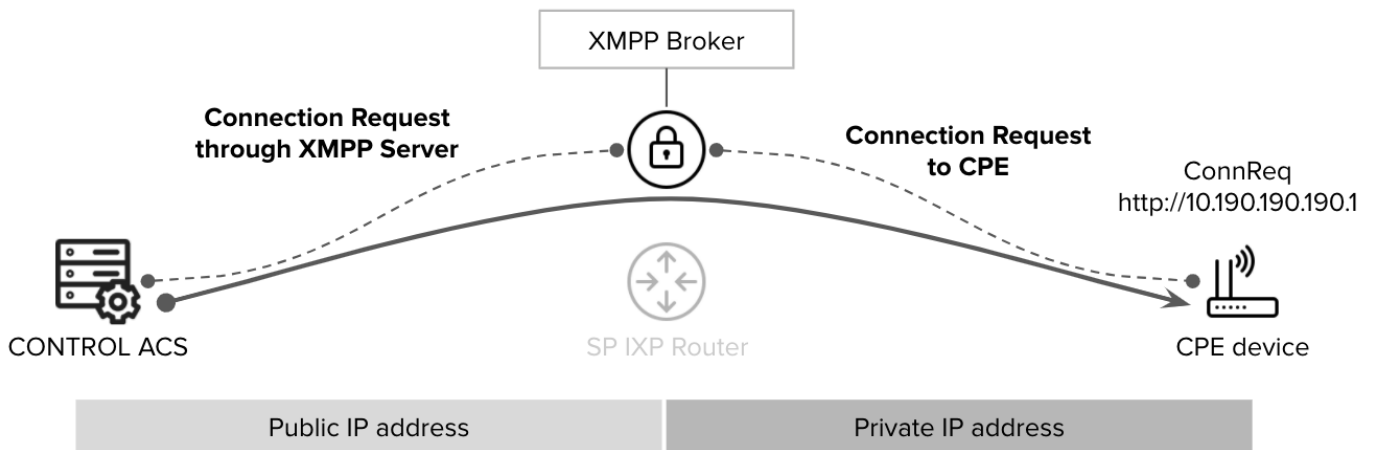 XMPP Broker
Connection Request
through XMPP Server
Connection Request
to CPE
ConnReq
http://10.190.190.190.1
CONTROL ACS
SP IXP Router
CPE device
Public IP address
Private IP address